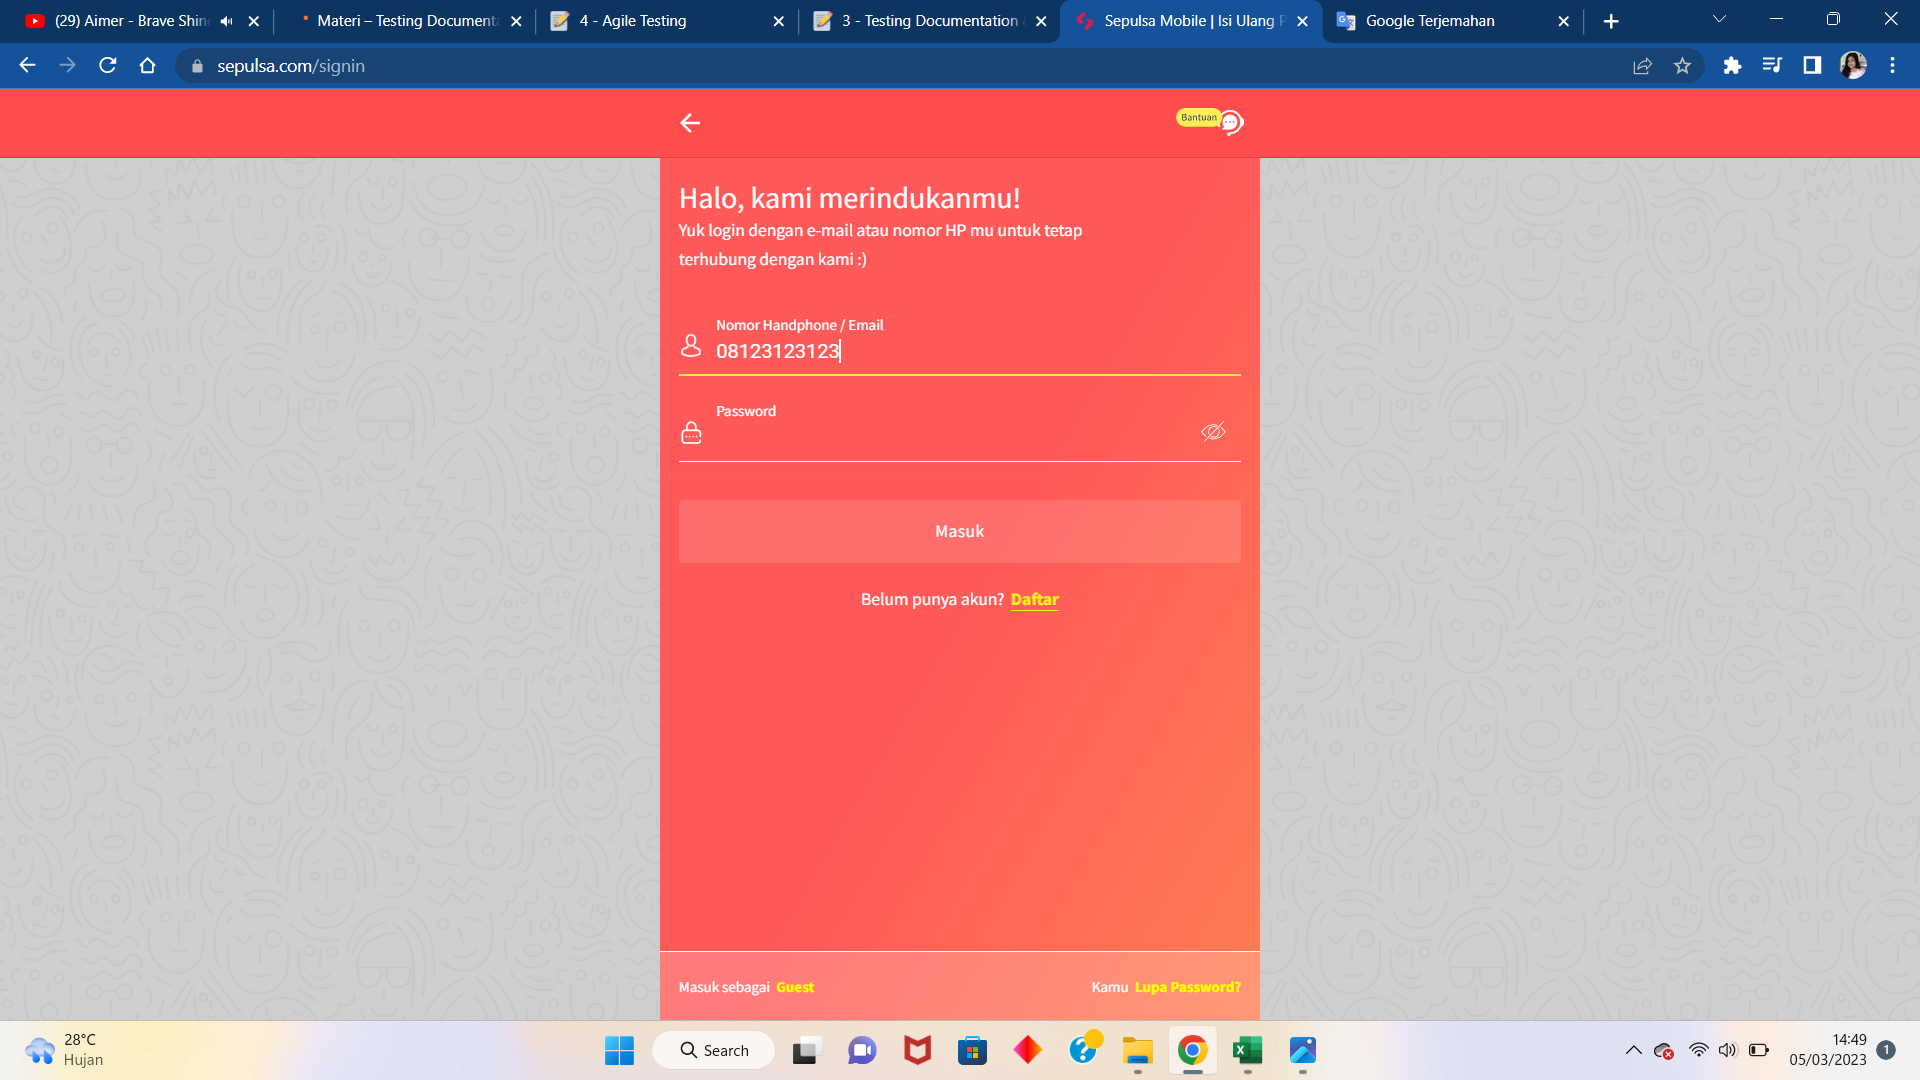 (29) Aimer - Brave Shin
Materi – Testing Documenta
4 - Agile Testing
3 - Testing Documentation
Sepulsa Mobile | Isi Ulang P
Google Terjemahan
sepulsa.com/signin
Bantuan
Halo, kami merindukanmu!
Yuk login dengan e-mail atau nomor HP mu untuk tetap
terhubung dengan kami :)
Nomor Handphone / Email
08123123123
Password
Masuk
Belum punya akun? Daftar
Masuk sebagai Guest
Kamu Lupa Password?
28°C
Hujan
Search
14:49
05/03/2023
1